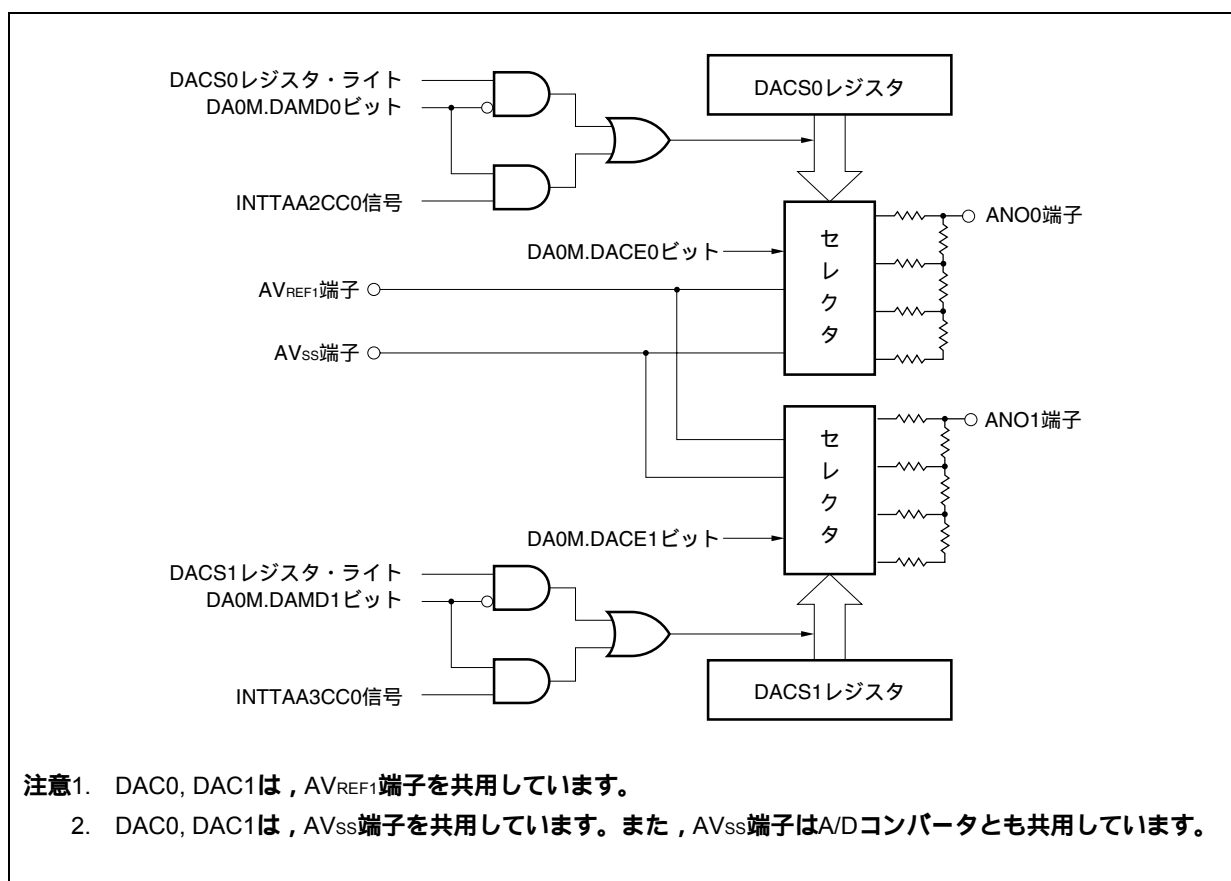 DACS0レジスタ・ライト
DA0M.DAMD0ビット
INTTAA2CC0信号
DACS0レジスタ
DA0M.DACE0ビット
セレクタ
ANO0端子
AVREF1端子
AVSS端子
セレクタ
ANO1端子
DA0M.DACE1ビット
DACS1レジスタ・ライト
DA0M.DAMD1ビット
INTTAA3CC0信号
DACS1レジスタ
注意1. DAC0, DAC1は，AVREF1端子を共用しています。
2. DAC0, DAC1は，AVSS端子を共用しています。また，AVSS端子はA/Dコンバータとも共用しています。